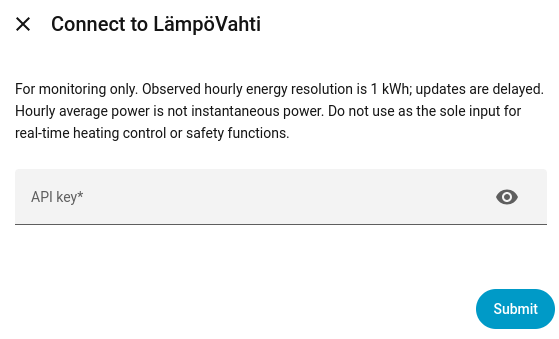 Connect to LämpöVahti
For monitoring only. Observed hourly energy resolution is 1 kWh; updates are delayed.
Hourly average power is not instantaneous power. Do not use as the sole input for
real-time heating control or safety functions.
API key*
Submit